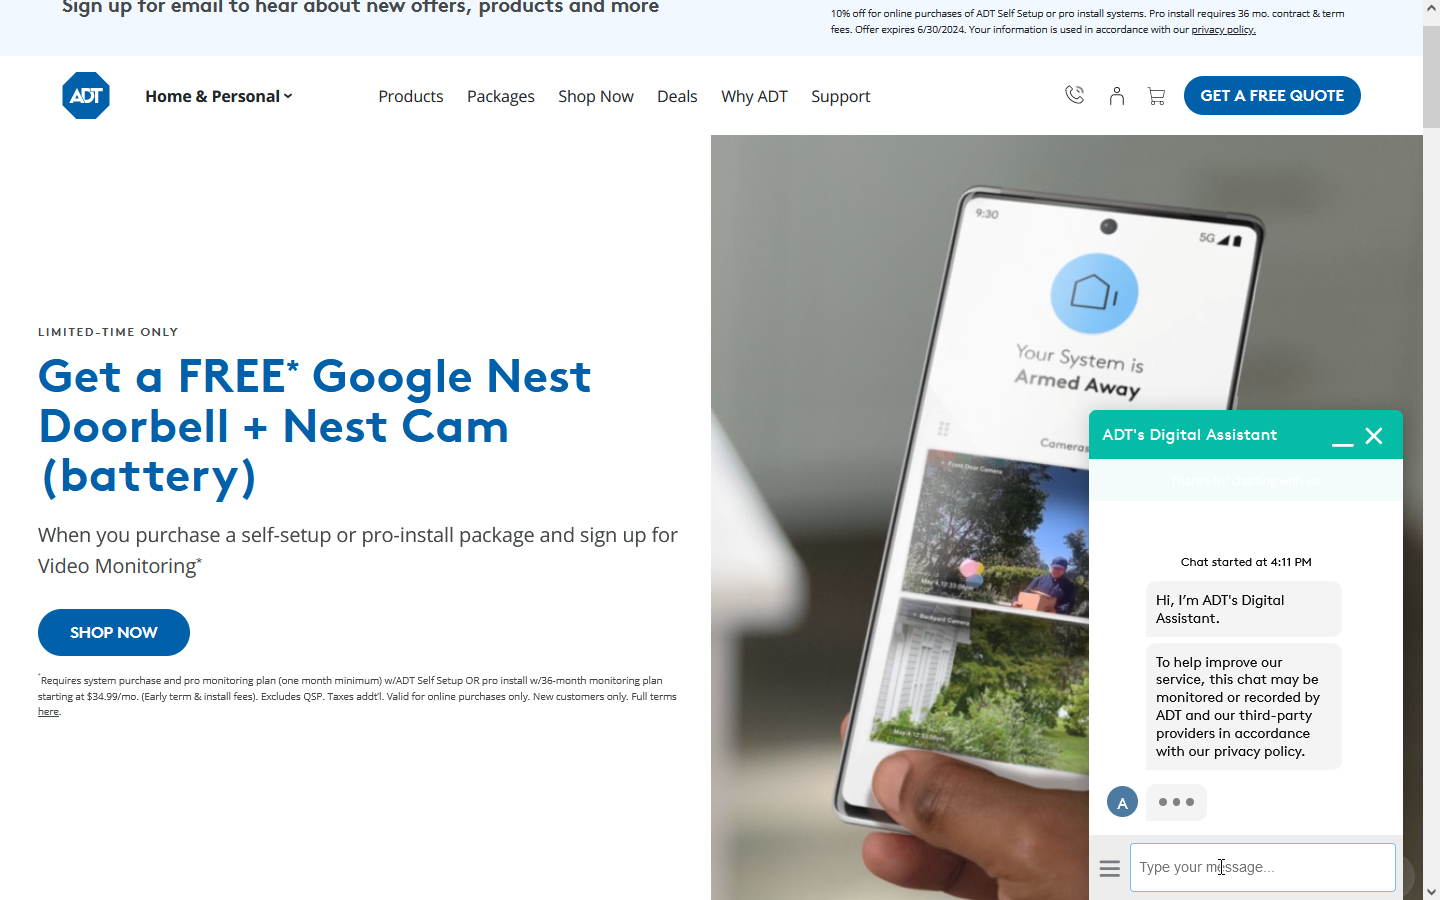 Sign up for email to hear about new offers, products and more
10% off for online purchases of ADT Self Setup or pro install systems. Pro install requires 36 mo. contract & term
fees. Offer expires 6/30/2024. Your information is used in accordance with our privacy policy.
ADT
Home & Personal
Products
Packages
Shop Now
Deals
Why ADT
Support
GET A FREE QUOTE
LIMITED-TIME ONLY
Get a FREE* Google Nest
Doorbell + Nest Cam
(battery)
When you purchase a self-setup or pro-install package and sign up for
Video Monitoring*
SHOP NOW
*Requires system purchase and pro monitoring plan (one month minimum) w/ADT Self Setup OR pro install w/36-month monitoring plan
starting at $34.99/mo. (Early term & install fees). Excludes QSP. Taxes addt'l. Valid for online purchases only. New customers only. Full terms
here.
9:30
5G
Your System is
Armed Away
Cameras
Front Door Camera
Backyard Camera
ADT's Digital Assistant
Thanks for chatting with us
Chat started at 4:11 PM
Hi, I’m ADT's Digital
Assistant.
To help improve our
service, this chat may be
monitored or recorded by
ADT and our third-party
providers in accordance
with our privacy policy.
A
Type your message...